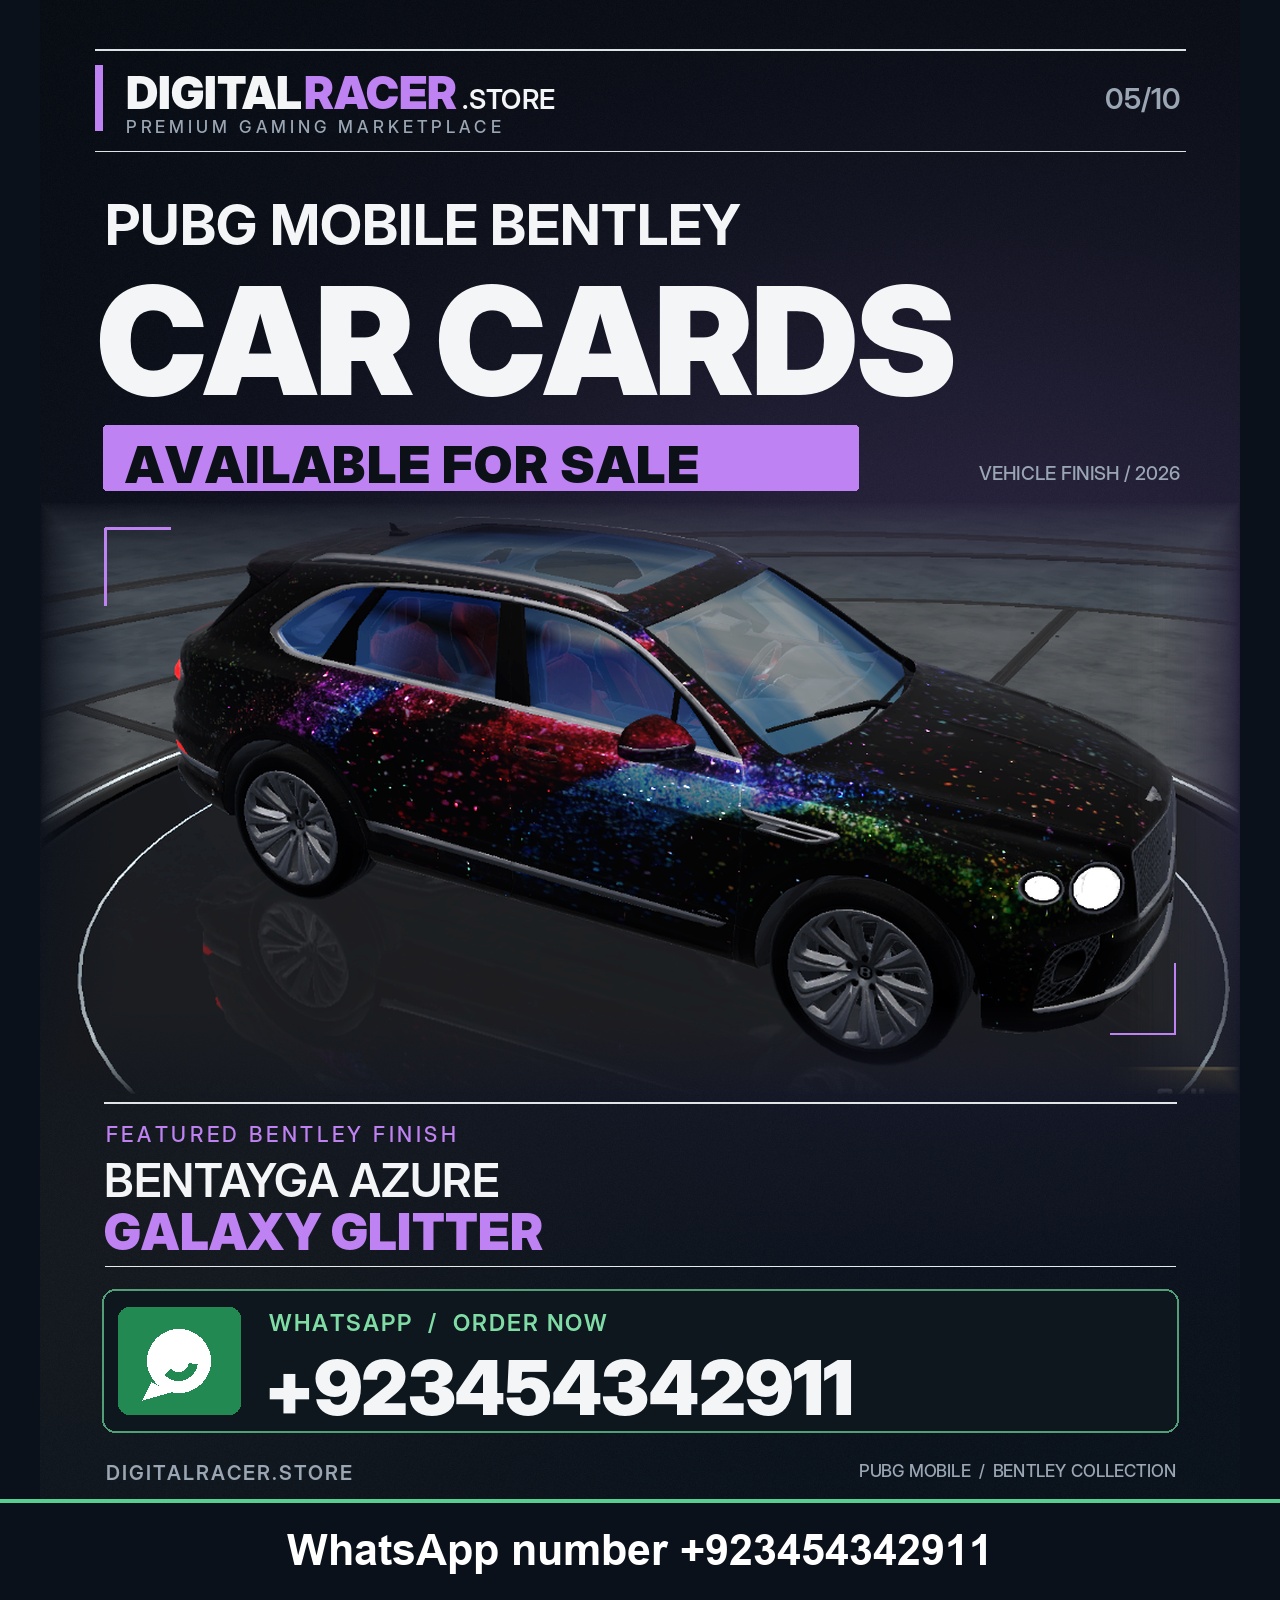 DIGITALRACER.STORE
PREMIUM GAMING MARKETPLACE
05/10
PUBG MOBILE BENTLEY
CAR CARDS
AVAILABLE FOR SALE
VEHICLE FINISH / 2026
FEATURED BENTLEY FINISH
BENTAYGA AZURE
GALAXY GLITTER
WHATSAPP / ORDER NOW
+923454342911
DIGITALRACER.STORE
PUBG MOBILE / BENTLEY COLLECTION
WhatsApp number +923454342911